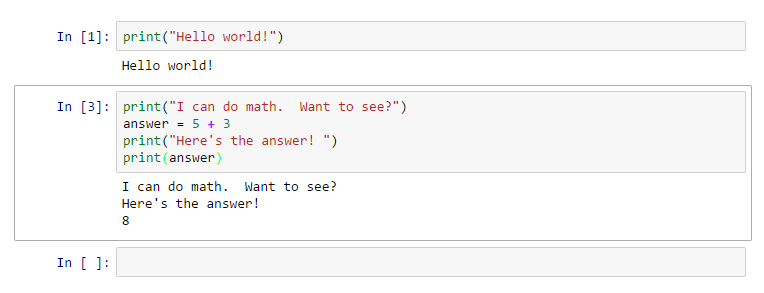 In [1]: print("Hello world!")
Hello world!
In [3]: print("I can do math.  Want to see?")
answer = 5 + 3
print("Here's the answer! ")
print(answer)
I can do math.  Want to see?
Here's the answer!
8
In [ ]: